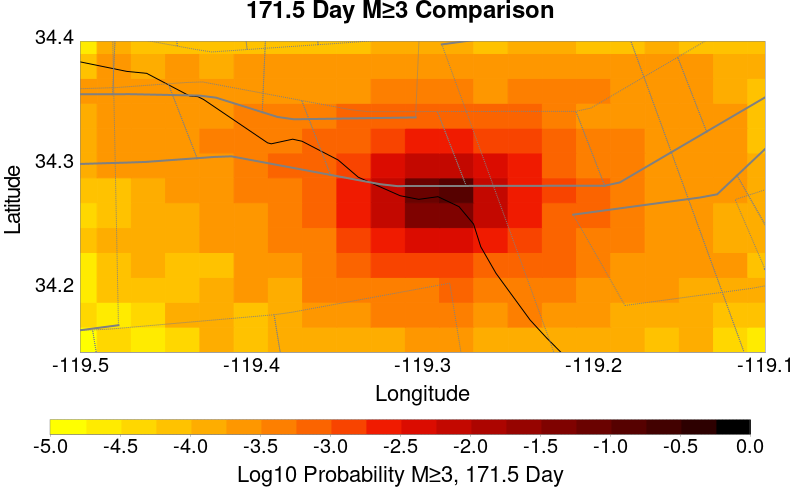 171.5 Day M≥3 Comparison
34.4
34.3
34.2
Latitude
-119.5 -119.4 -119.3 -119.2 -119.1
Longitude
-5.0 -4.5 -4.0 -3.5 -3.0 -2.5 -2.0 -1.5 -1.0 -0.5 0.0
Log10 Probability M≥3, 171.5 Day